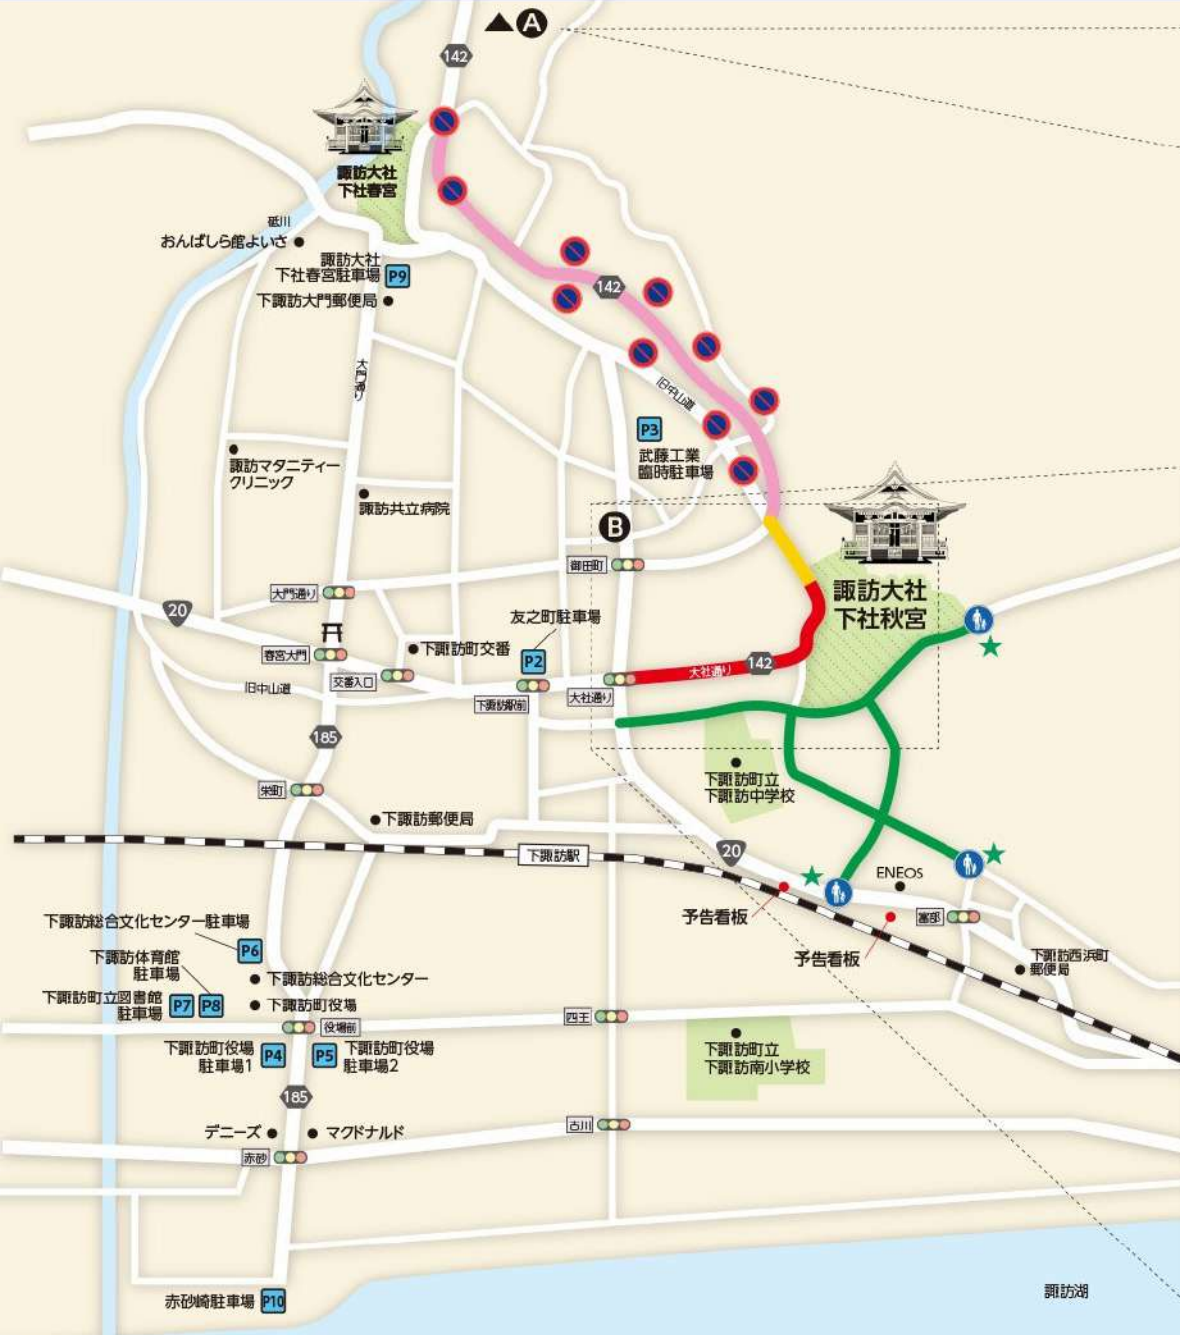 A
142
諏訪大社
下社春宮
砥川
おんばしら館よいさ
諏訪大社
下社春宮駐車場
P9
下諏訪大門郵便局
142
大門通り
旧中山道
P3
武藤工業
臨時駐車場
諏訪マタニティー
クリニック
諏訪共立病院
B
御田町
諏訪大社
下社秋宮
大門通り
20
友之町駐車場
春宮大門
下諏訪町交番
P2
142
大社通り
交番入口
旧中山道
下諏訪駅前
大社通り
185
下諏訪町立
下諏訪中学校
栄町
下諏訪郵便局
下諏訪駅
20
ENEOS
予告看板
富部
下諏訪総合文化センター駐車場
P6
予告看板
下諏訪西浜町
郵便局
下諏訪体育館
駐車場
下諏訪総合文化センター
下諏訪町立図書館
駐車場
P7
P8
下諏訪町役場
役場前
四王
下諏訪町役場
駐車場1
P4
P5
下諏訪町役場
駐車場2
下諏訪町立
下諏訪南小学校
185
デニーズ
マクドナルド
古川
赤砂
赤砂崎駐車場
P10
諏訪湖